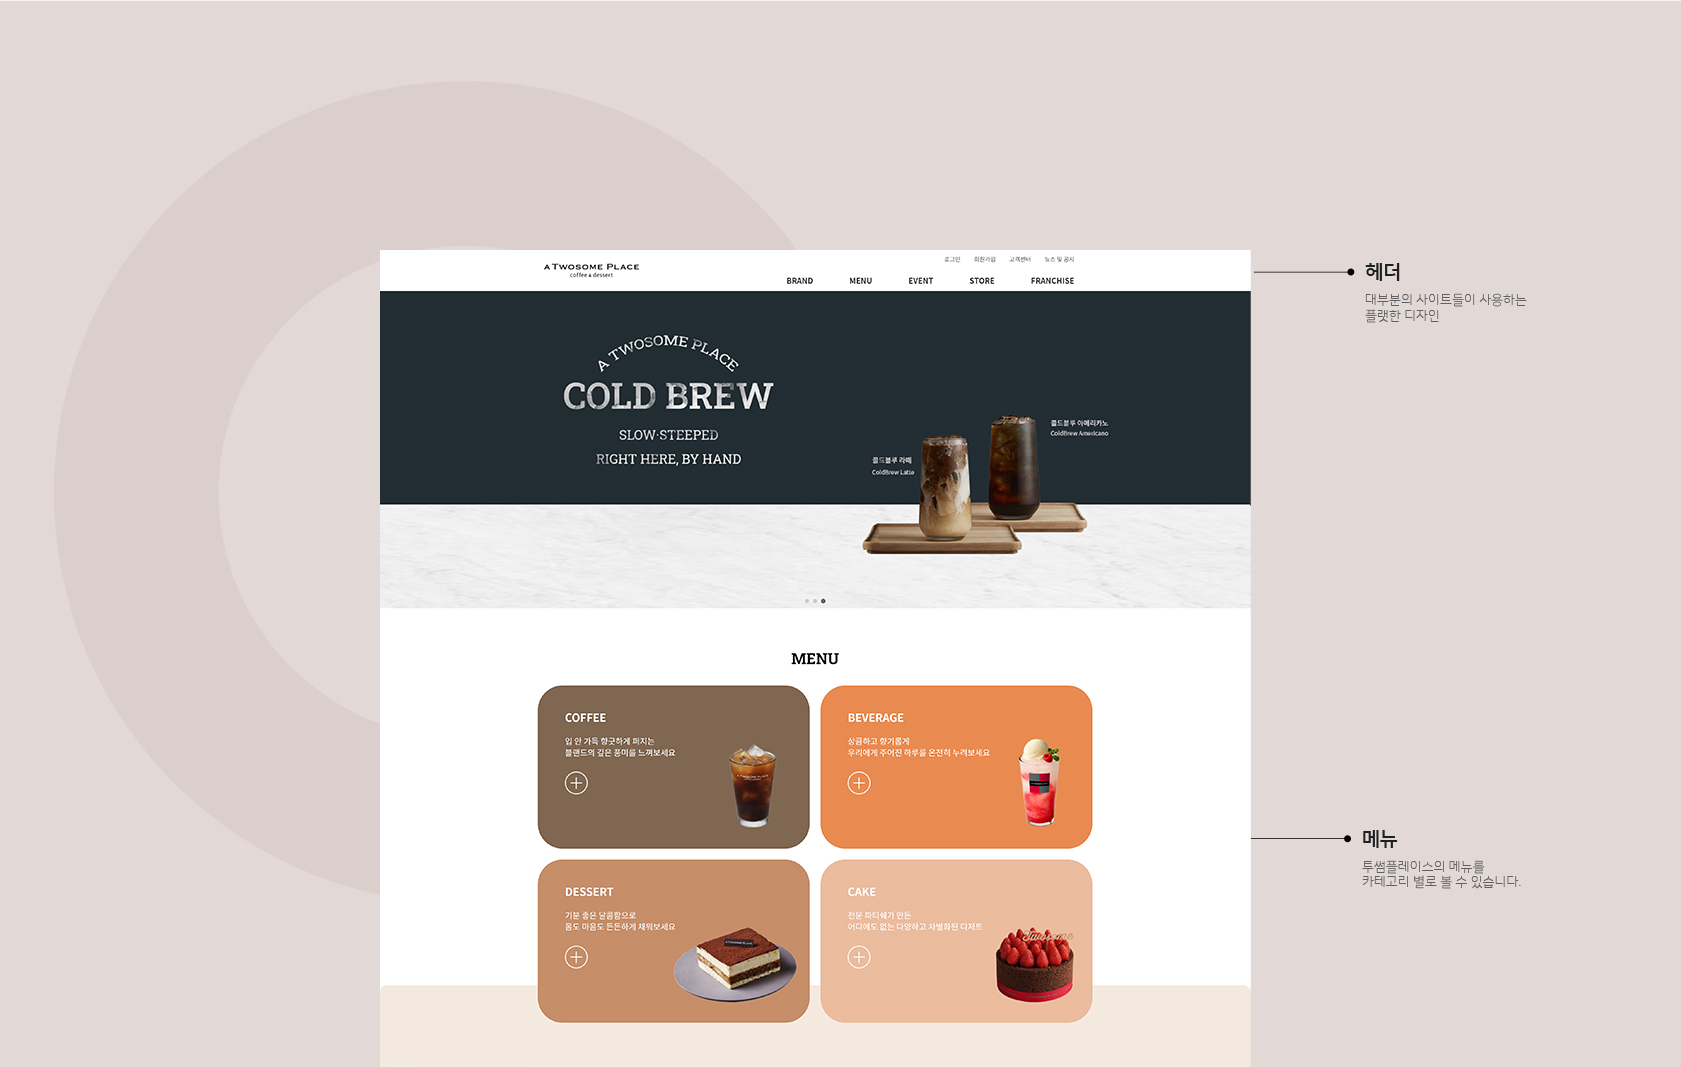 A TWOSOME PLACE
coffee & dessert
로그인 회원가입 고객센터 뉴스 및 공지
BRAND MENU EVENT STORE FRANCHISE
A TWOSOME PLACE
COLD BREW
SLOW·STEEPED
RIGHT HERE, BY HAND
콜드블루 아메리카노
ColdBrew Americano
콜드블루 라떼
ColdBrew Latte
헤더
대부분의 사이트들이 사용하는
플랫한 디자인
MENU
COFFEE
입 안 가득 향긋하게 퍼지는
블랜드의 깊은 풍미를 느껴보세요
A TWOSOME PLACE
BEVERAGE
상큼하고 향기롭게
우리에게 주어진 하루를 온전히 누려보세요
DESSERT
기분 좋은 달콤함으로
몸도 마음도 든든하게 채워보세요
A TWOSOME PLACE
CAKE
전문 파티쉐가 만든
어디에도 없는 다양하고 차별화된 디저트
Twosome
메뉴
투썸플레이스의 메뉴를
카테고리 별로 볼 수 있습니다.